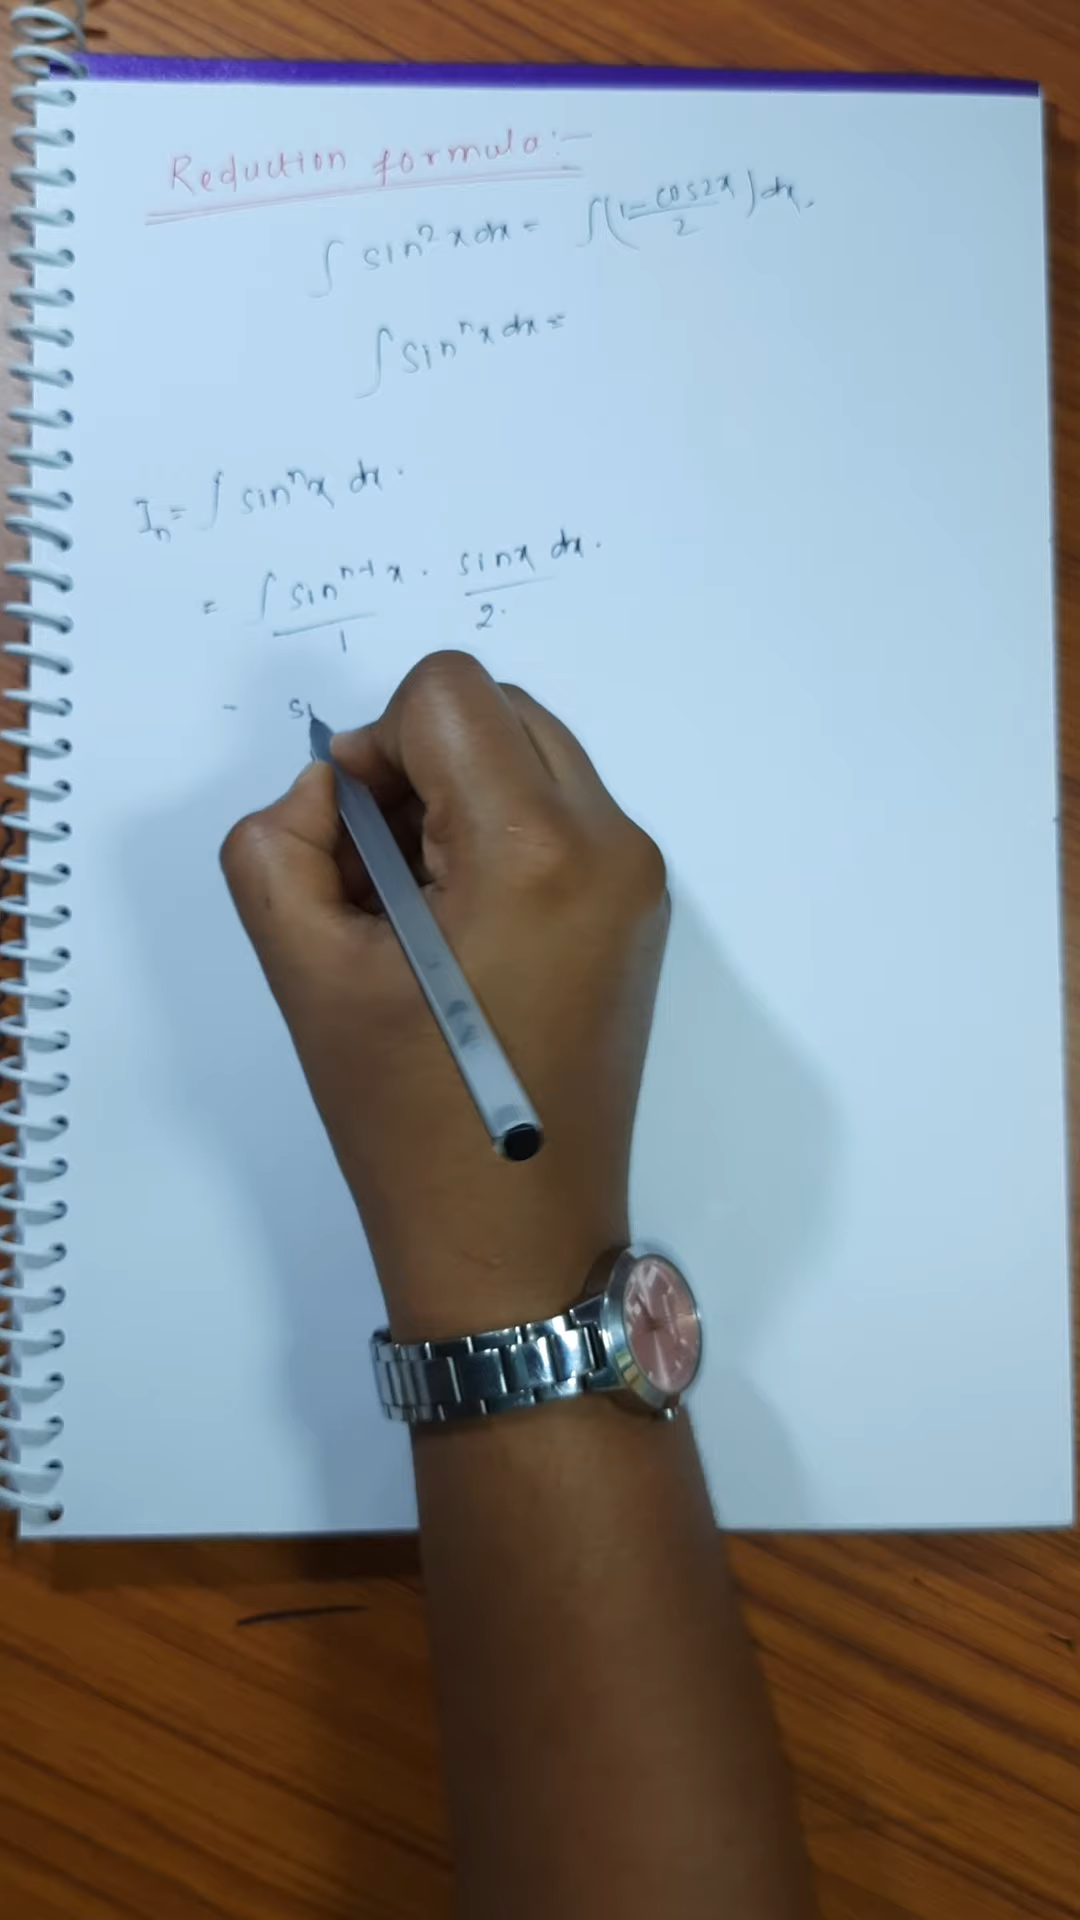 Reduction formula:-
∫ sin²x dx = ∫(1-cos2x/2)dx.
∫ sinⁿx dx =
Iₙ = ∫ sinⁿx dx.
= ∫ sinⁿ⁻¹x . sinx dx.
1 2.
- si